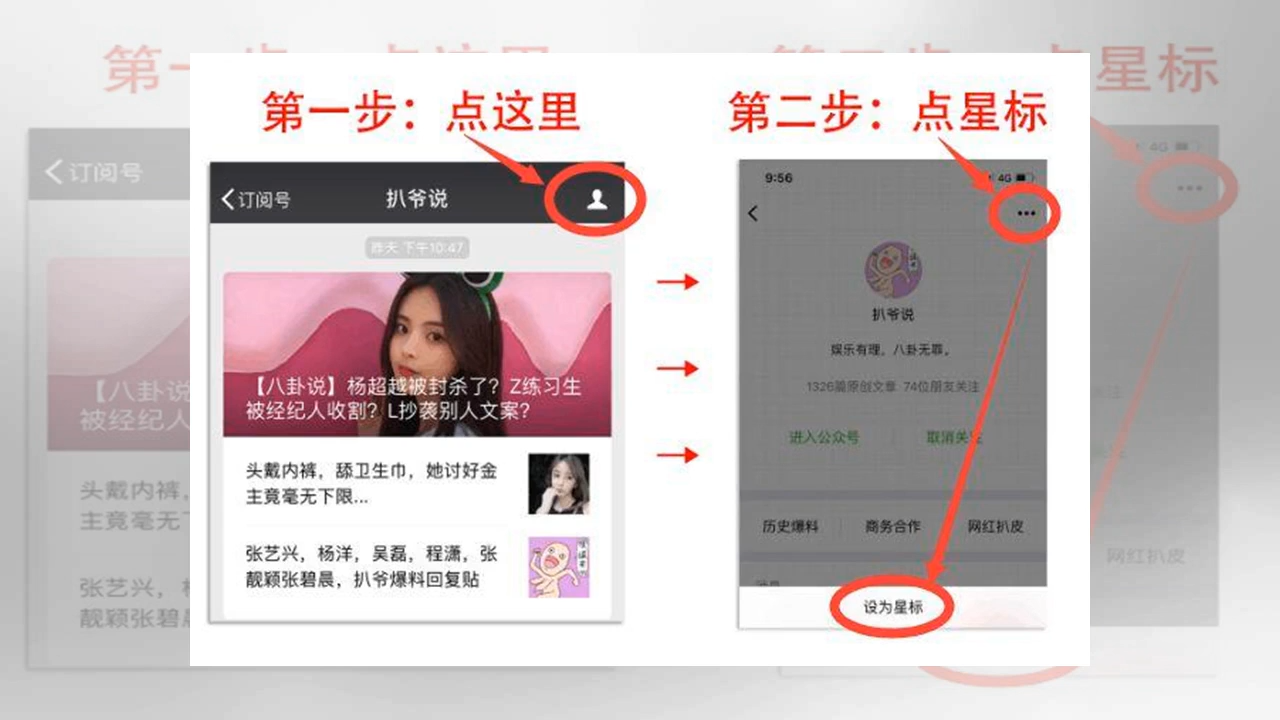 第一步：点这里
第二步：点星标
订阅号
扒爷说
昨天 下午10:47
【八卦说】杨超越被封杀了？Z练习生
被经纪人收割？L抄袭别人文案？
头戴内裤，舔卫生巾，她讨好金
主竟毫无下限...
张艺兴，杨洋，吴磊，程潇，张
靓颖张碧晨，扒爷爆料回复贴
9:56
4G
扒爷说
娱乐有理，八卦无罪。
1326篇原创文章 74位朋友关注
进入公众号
取消关注
历史爆料
商务合作
网红扒皮
设为星标